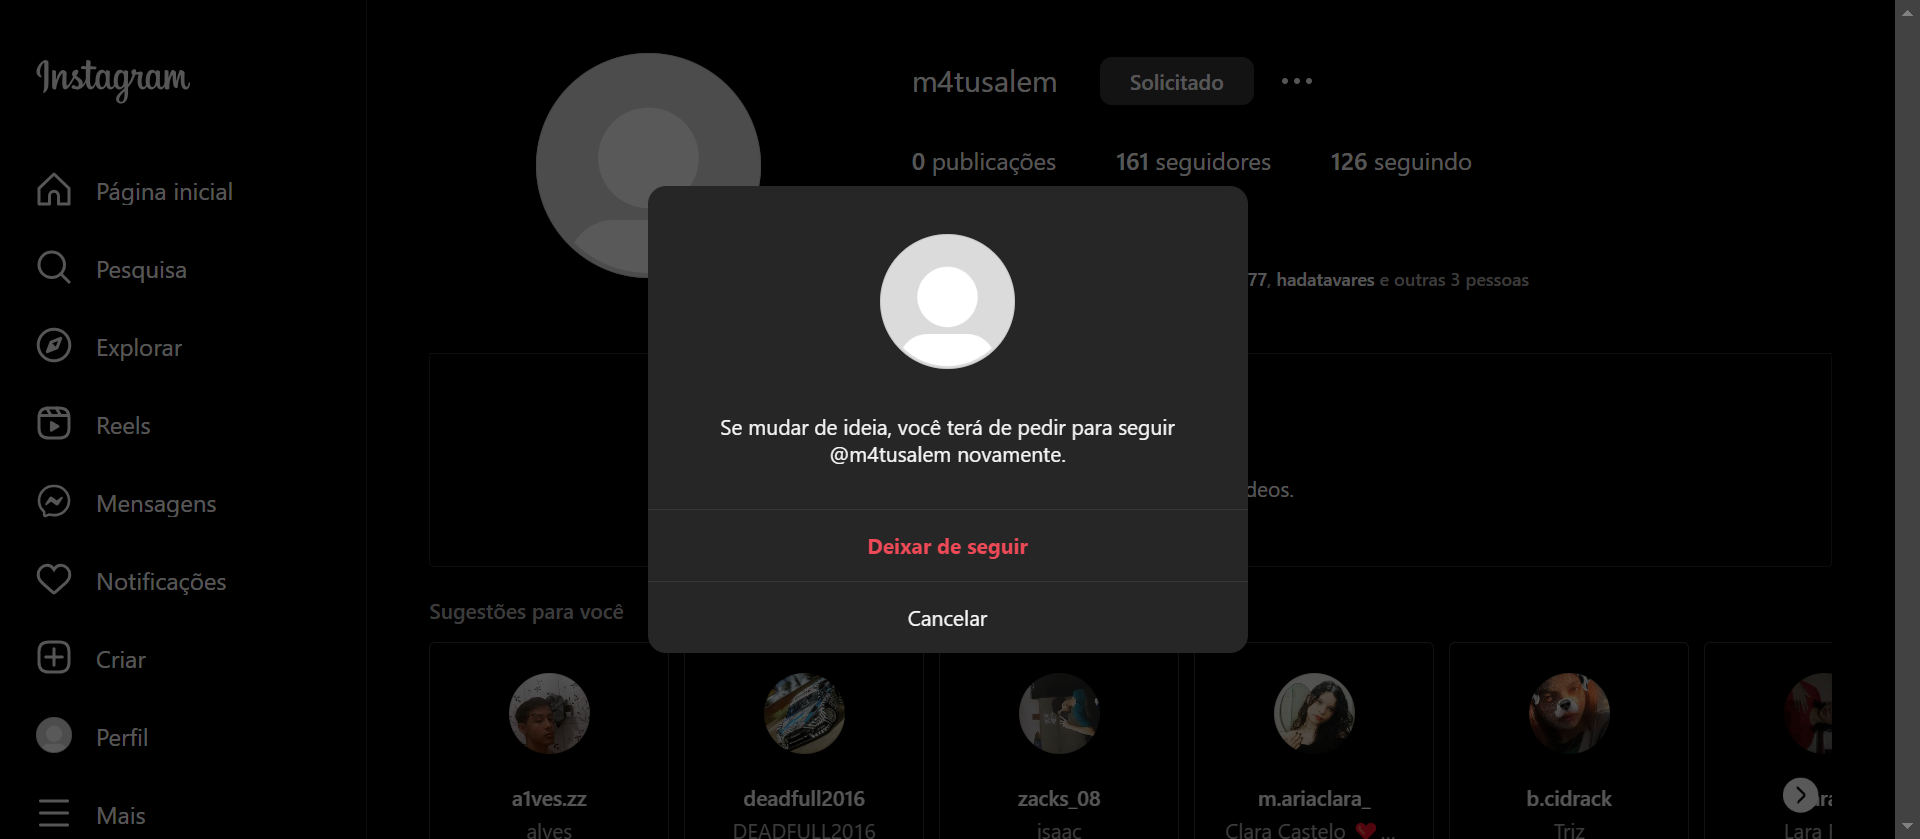 Instagram
Página inicial
Pesquisa
Explorar
Reels
Mensagens
Notificações
Criar
Perfil
Mais
m4tusalem
Solicitado
0 publicações
161 seguidores
126 seguindo
77, hadatavares e outras 3 pessoas
Se mudar de ideia, você terá de pedir para seguir
@m4tusalem novamente.
deos.
Deixar de seguir
Cancelar
Sugestões para você
a1ves.zz
alves
deadfull2016
DEADFULL2016
zacks_08
isaac
m.ariaclara_
Clara Castelo ❤️...
b.cidrack
Triz
Lara